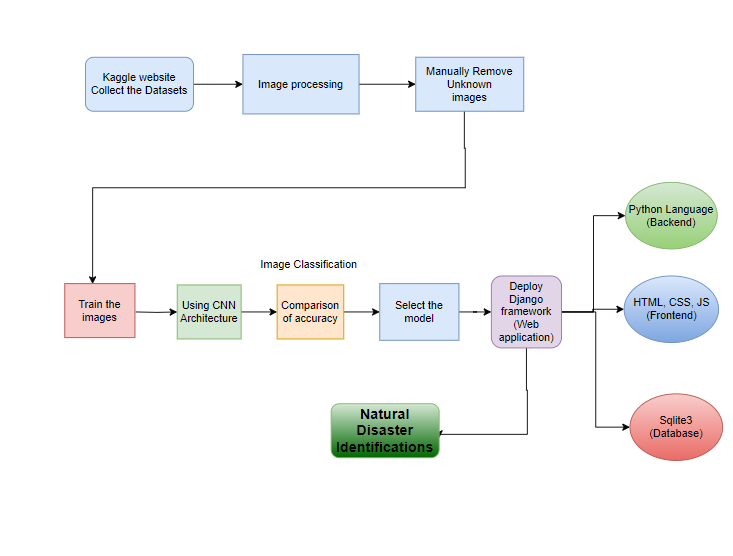 Kaggle website
Collect the Datasets
Image processing
Manually Remove
Unknown
images
Python Language
(Backend)
Image Classification
Train the
images
Using CNN
Architecture
Comparison
of accuracy
Select the
model
Deploy
Django
framework
(Web
application)
HTML, CSS, JS
(Frontend)
Natural
Disaster
Identifications
Sqlite3
(Database)